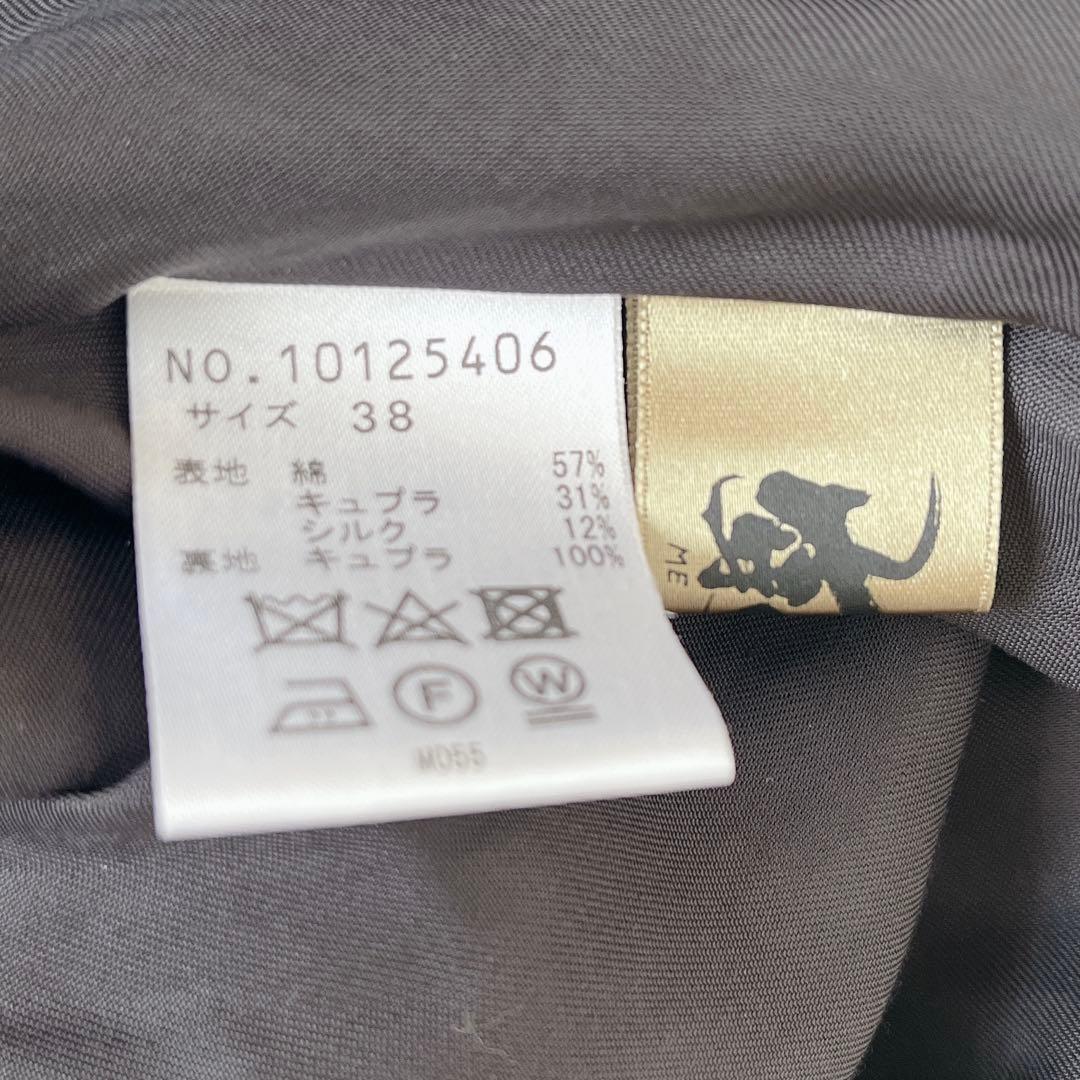 NO.10125406
サイズ 38
表地 綿 57%
キュプラ 31%
シルク 12%
裏地 キュプラ 100%
F W
M055
ME